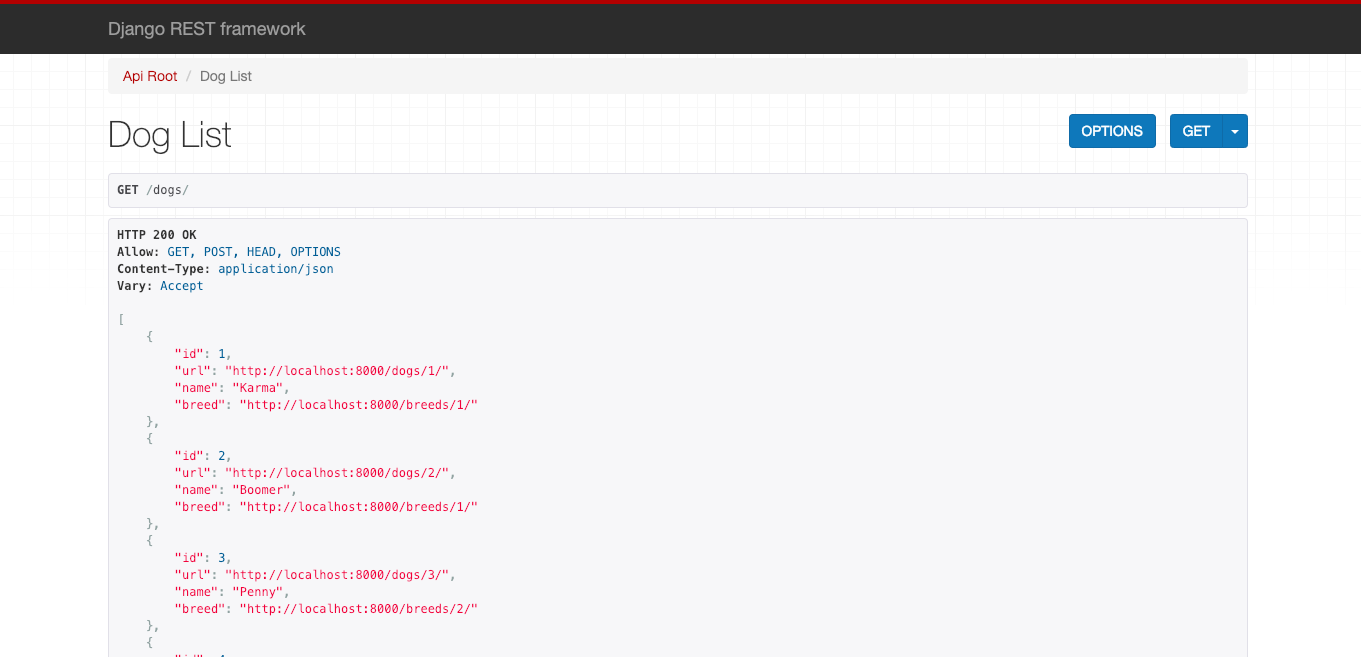 Django REST framework
Api Root / Dog List
Dog List
OPTIONS GET
GET /dogs/
HTTP 200 OK
Allow: GET, POST, HEAD, OPTIONS
Content-Type: application/json
Vary: Accept
[
    {
        "id": 1,
        "url": "http://localhost:8000/dogs/1/",
        "name": "Karma",
        "breed": "http://localhost:8000/breeds/1/"
    },
    {
        "id": 2,
        "url": "http://localhost:8000/dogs/2/",
        "name": "Boomer",
        "breed": "http://localhost:8000/breeds/1/"
    },
    {
        "id": 3,
        "url": "http://localhost:8000/dogs/3/",
        "name": "Penny",
        "breed": "http://localhost:8000/breeds/2/"
    },
    {